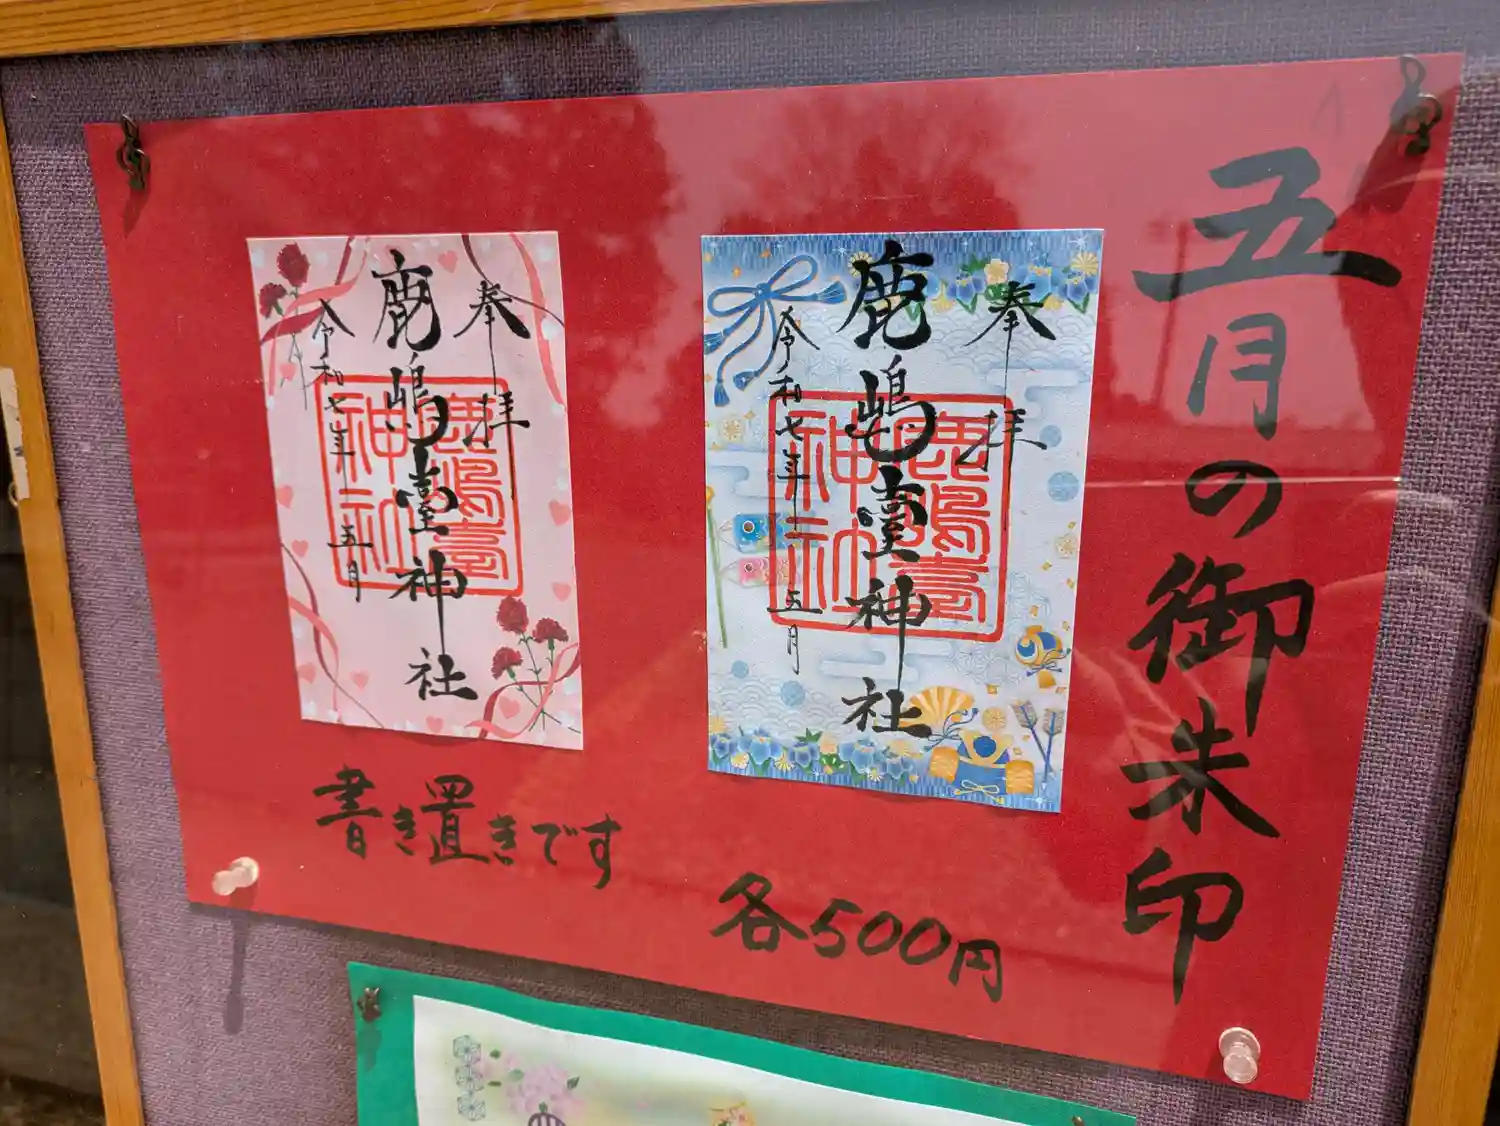 五月の御朱印
奉拝
鹿嶋臺神社
令和七年五月
鹿嶋臺
神社
奉拝
鹿嶋臺神社
令和七年五月
鹿嶋臺
神社
各500円
書き置きです